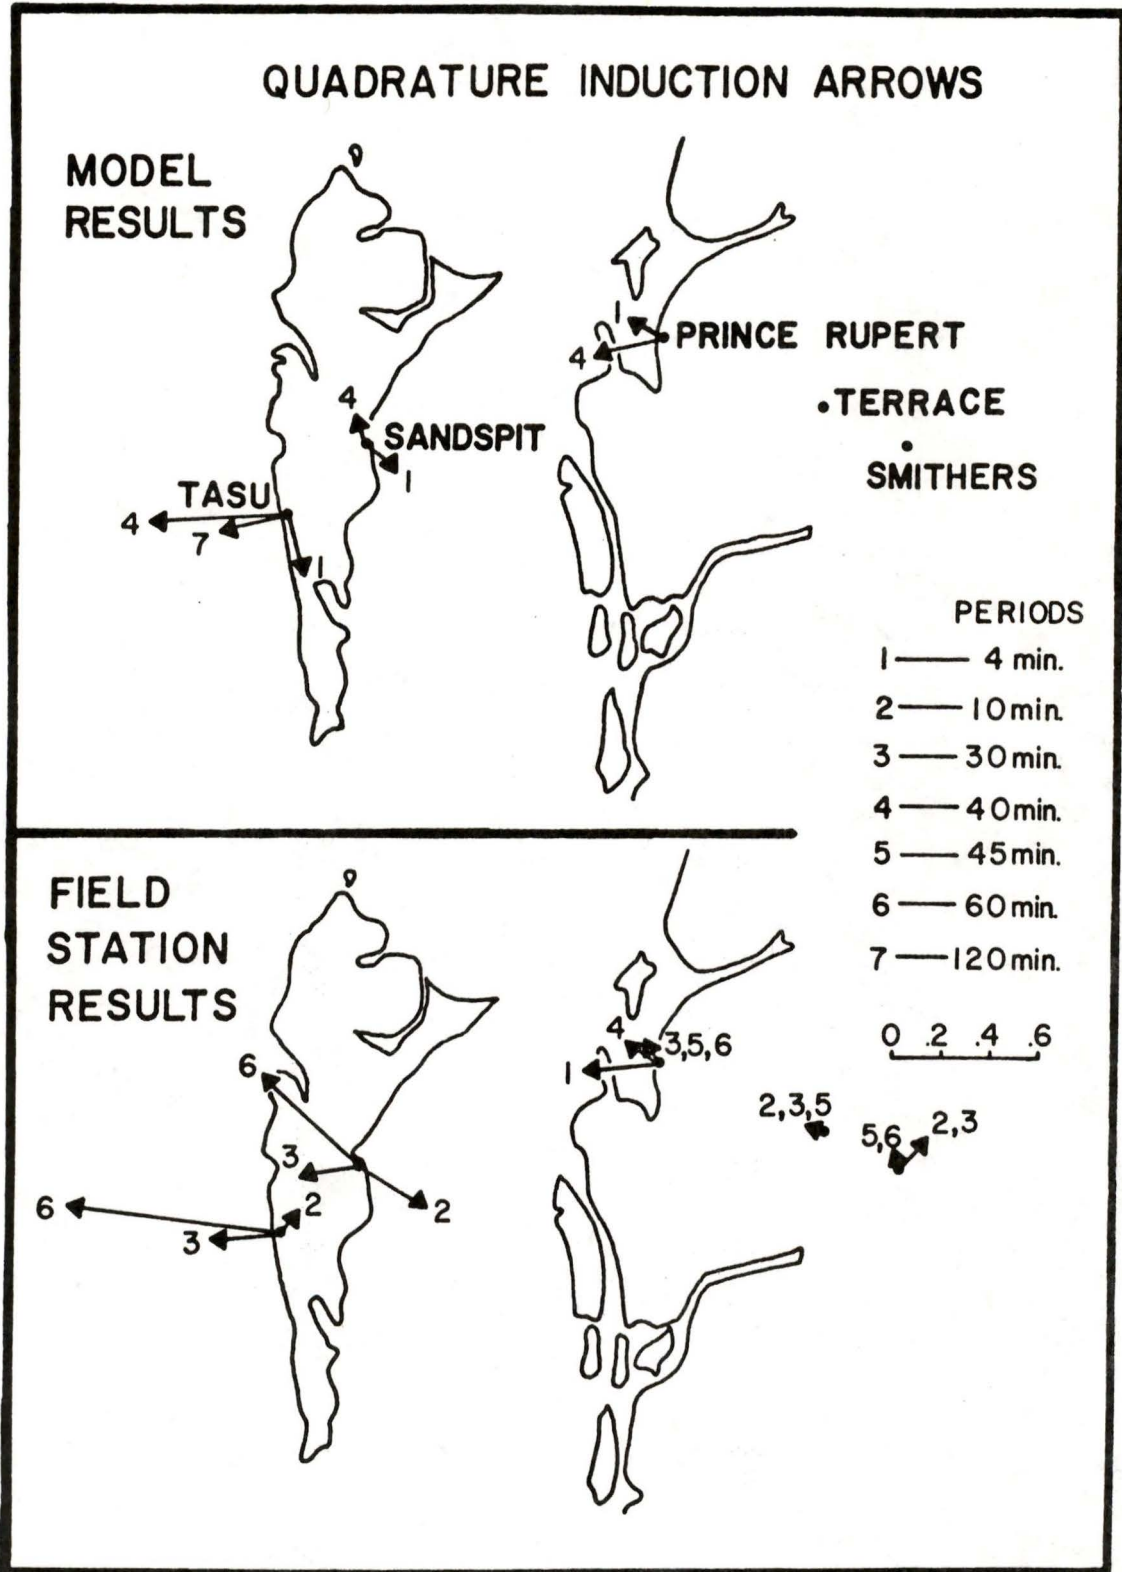 QUADRATURE INDUCTION ARROWS
MODEL
RESULTS
1
PRINCE RUPERT
4
4
TERRACE
SANDSPIT
1
SMITHERS
TASU
4
7
1
PERIODS
1 — 4 min.
2 — 10 min.
3 — 30 min.
4 — 40 min.
5 — 45 min.
6 — 60 min.
7 — 120 min.
0 .2 .4 .6
FIELD
STATION
RESULTS
4
3,5,6
6
1
2,3,5
5,6
2,3
3
6
2
2
3